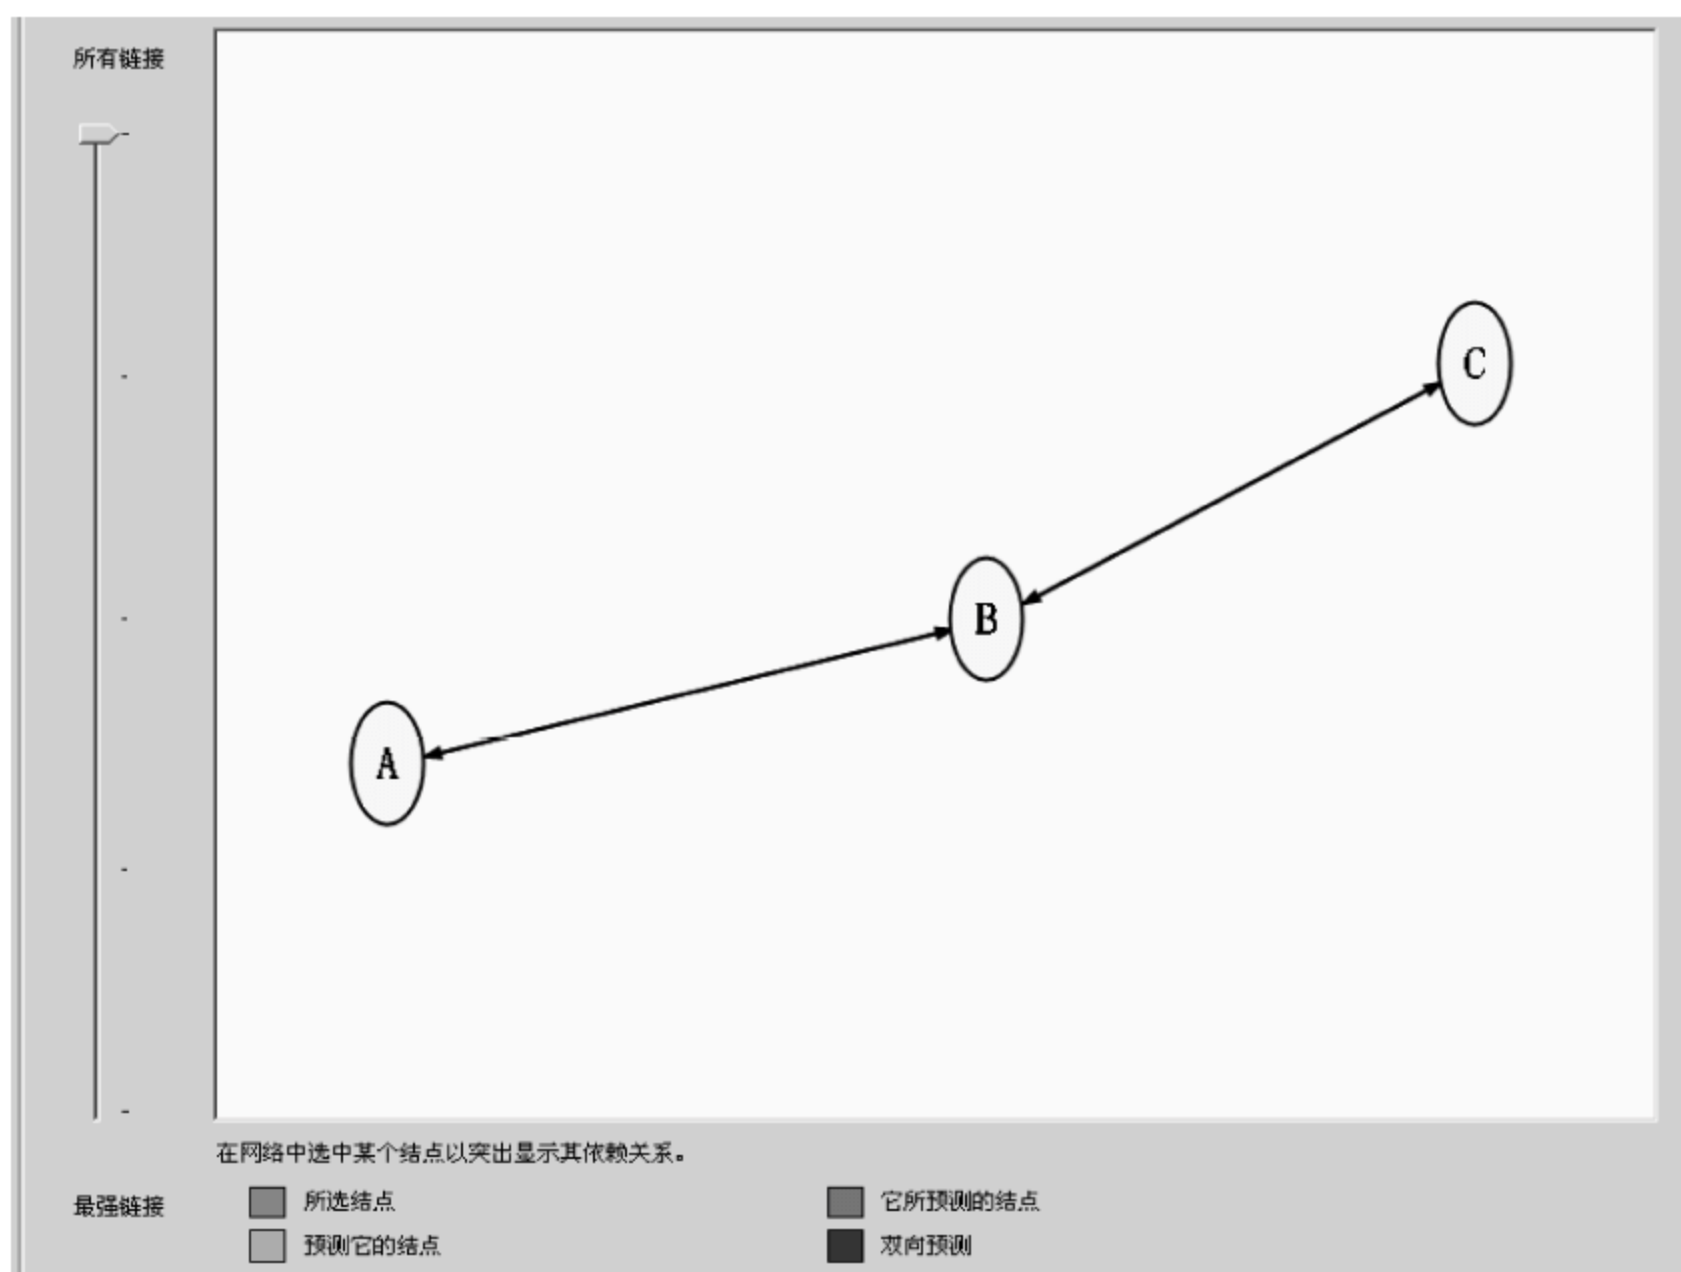 所有链接
C
B
A
在网络中选中某个结点以突出显示其依赖关系。
最强链接
所选结点
它所预测的结点
预测它的结点
双向预测